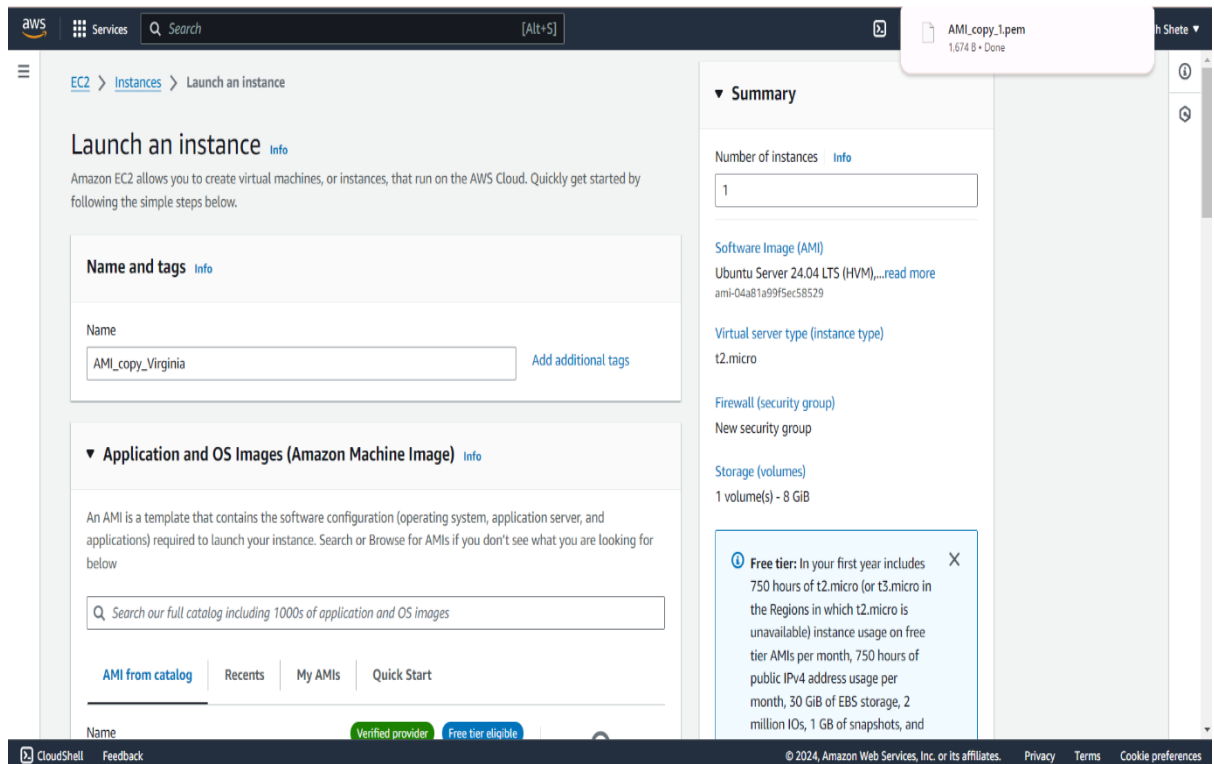 aws
Services
Search
[Alt+S]
AMI_copy_1.pem
1,674 B • Done
h Shete ▼
EC2 > Instances > Launch an instance
Launch an instance Info
Amazon EC2 allows you to create virtual machines, or instances, that run on the AWS Cloud. Quickly get started by
following the simple steps below.
Name and tags Info
Name
AMI_copy_Virginia
Add additional tags
▼ Application and OS Images (Amazon Machine Image) Info
An AMI is a template that contains the software configuration (operating system, application server, and
applications) required to launch your instance. Search or Browse for AMIs if you don't see what you are looking for
below
Search our full catalog including 1000s of application and OS images
AMI from catalog
Recents
My AMIs
Quick Start
Name
Verified provider
Free tier eligible
▼ Summary
Number of instances Info
1
Software Image (AMI)
Ubuntu Server 24.04 LTS (HVM),...read more
ami-04a81a99f5ec58529
Virtual server type (instance type)
t2.micro
Firewall (security group)
New security group
Storage (volumes)
1 volume(s) - 8 GiB
Free tier: In your first year includes
750 hours of t2.micro (or t3.micro in
the Regions in which t2.micro is
unavailable) instance usage on free
tier AMIs per month, 750 hours of
public IPv4 address usage per
month, 30 GiB of EBS storage, 2
million IOs, 1 GB of snapshots, and
CloudShell
Feedback
© 2024, Amazon Web Services, Inc. or its affiliates.
Privacy
Terms
Cookie preferences